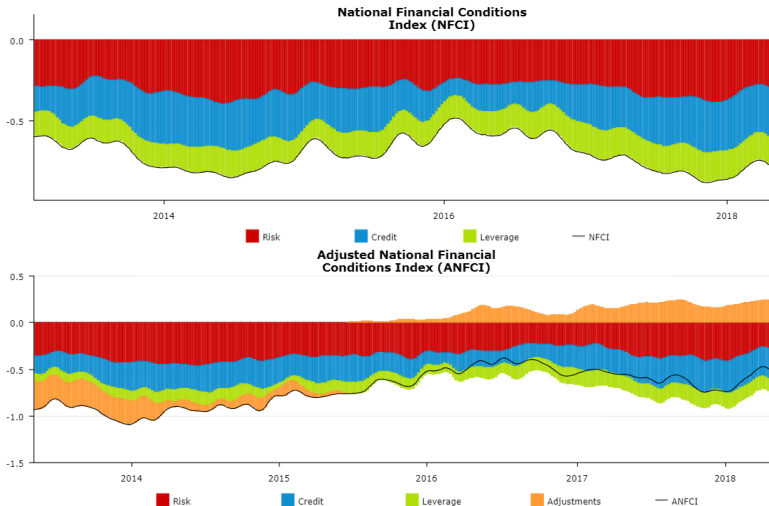 National Financial Conditions
Index (NFCI)
0.0
-0.5
2014 2016 2018
Risk Credit Leverage NFCI
Adjusted National Financial
Conditions Index (ANFCI)
0.5
0.0
-0.5
-1.0
-1.5
2014 2015 2016 2017 2018
Risk Credit Leverage Adjustments ANFCI